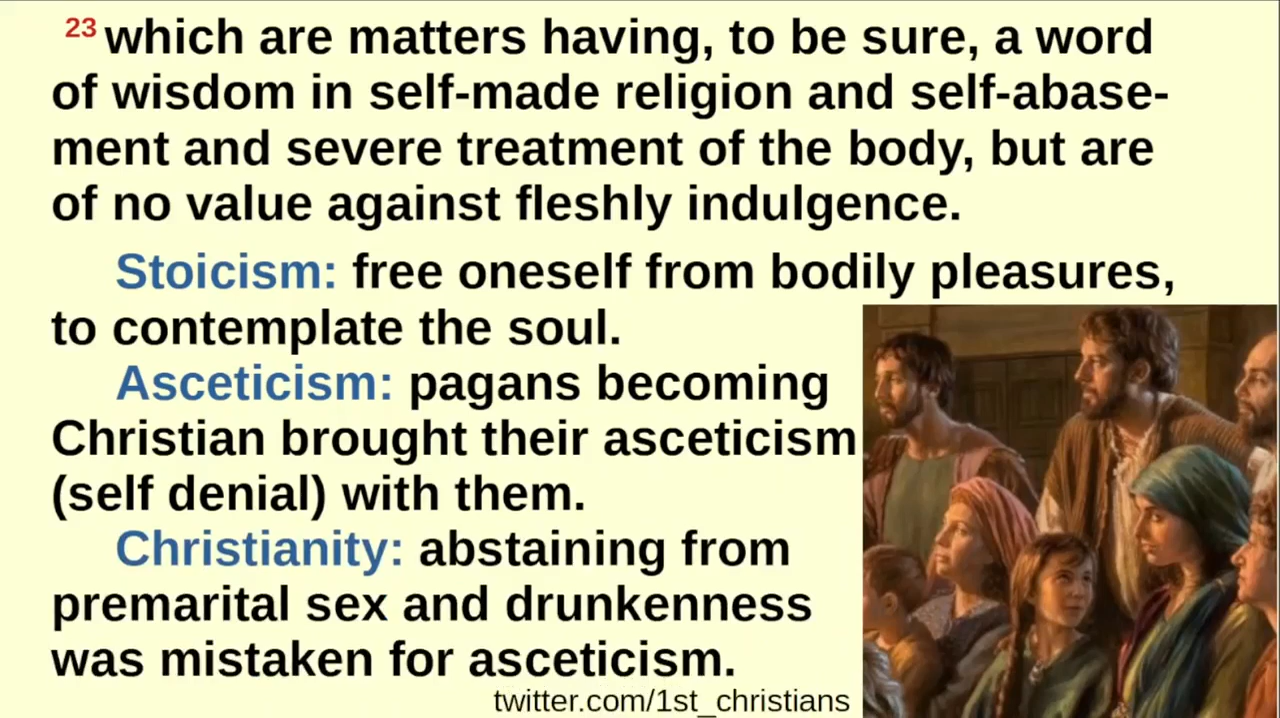 23 which are matters having, to be sure, a word
of wisdom in self-made religion and self-abase-
ment and severe treatment of the body, but are
of no value against fleshly indulgence.
Stoicism: free oneself from bodily pleasures,
to contemplate the soul.
Asceticism: pagans becoming
Christian brought their asceticism
(self denial) with them.
Christianity: abstaining from
premarital sex and drunkenness
was mistaken for asceticism.
twitter.com/1st_christians